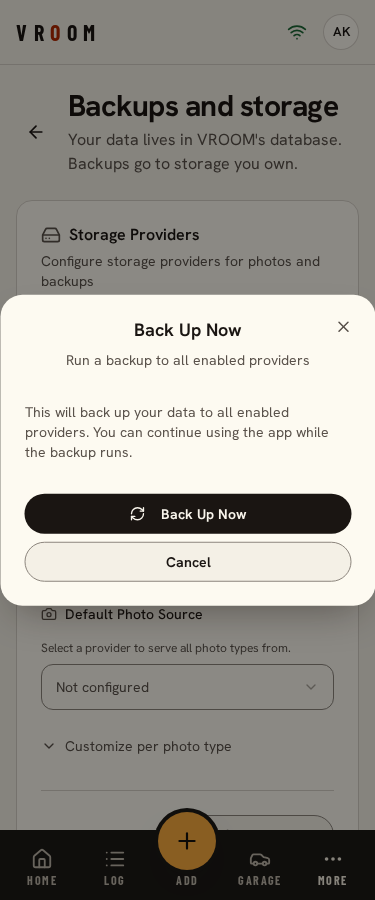 VROOM
AK
Backups and storage
Your data lives in VROOM's database.
Backups go to storage you own.
Storage Providers
Configure storage providers for photos and
backups
Back Up Now
Run a backup to all enabled providers
This will back up your data to all enabled
providers. You can continue using the app while
the backup runs.
Back Up Now
Cancel
Default Photo Source
Select a provider to serve all photo types from.
Not configured
Customize per photo type
HOME
LOG
ADD
GARAGE
MORE